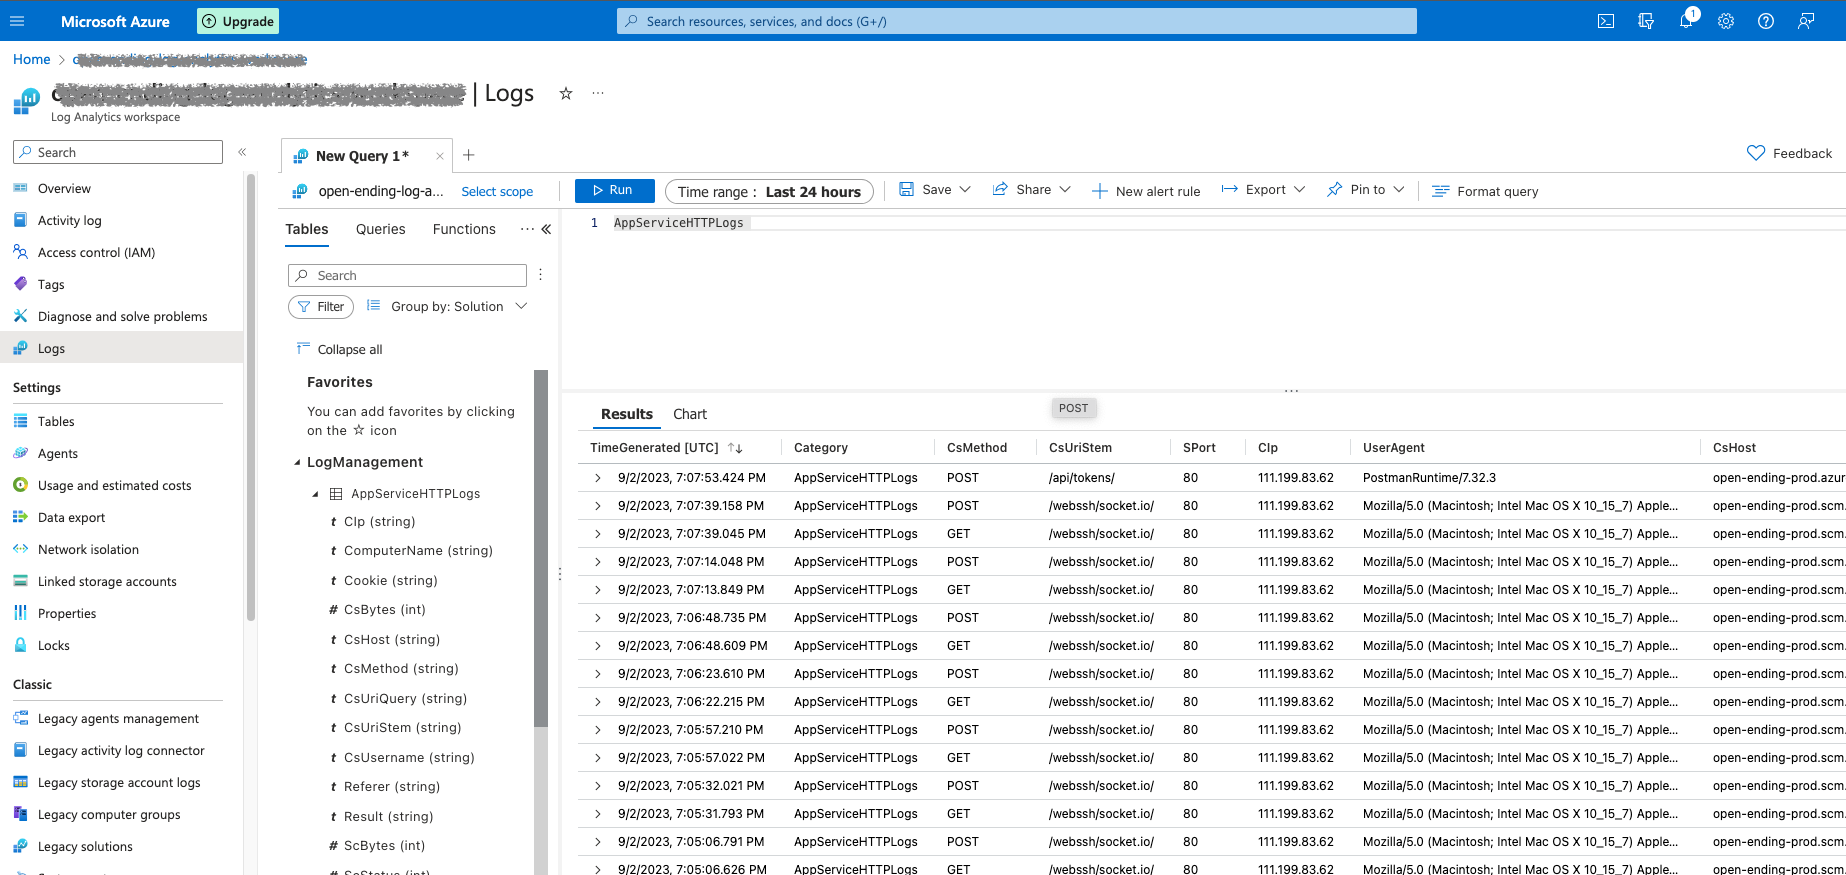 Microsoft Azure
Upgrade
Search resources, services, and docs (G+/)
1
Home >
| Logs
...
Log Analytics workspace
Search
«
Overview
Activity log
Access control (IAM)
Tags
Diagnose and solve problems
Logs
Settings
Tables
Agents
Usage and estimated costs
Data export
Network isolation
Linked storage accounts
Properties
Locks
Classic
Legacy agents management
Legacy activity log connector
Legacy storage account logs
Legacy computer groups
Legacy solutions
New Query 1*
Feedback
open-ending-log-a... Select scope
Run
Time range : Last 24 hours
Save
Share
New alert rule
Export
Pin to
Format query
Tables Queries Functions ... «
Search
Filter
Group by: Solution
Collapse all
Favorites
You can add favorites by clicking
on the ☆ icon
LogManagement
AppServiceHTTPLogs
t CIp (string)
t ComputerName (string)
t Cookie (string)
# CsBytes (int)
t CsHost (string)
t CsMethod (string)
t CsUriQuery (string)
t CsUriStem (string)
t CsUsername (string)
t Referer (string)
t Result (string)
# ScBytes (int)
# ScStatus (int)
1 AppServiceHTTPLogs
...
Results Chart
POST
TimeGenerated [UTC] ↑↓ Category CsMethod CsUriStem SPort CIp UserAgent CsHost
9/2/2023, 7:07:53.424 PM AppServiceHTTPLogs POST /api/tokens/ 80 111.199.83.62 PostmanRuntime/7.32.3 open-ending-prod.azur
9/2/2023, 7:07:39.158 PM AppServiceHTTPLogs POST /webssh/socket.io/ 80 111.199.83.62 Mozilla/5.0 (Macintosh; Intel Mac OS X 10_15_7) Apple... open-ending-prod.scm.
9/2/2023, 7:07:39.045 PM AppServiceHTTPLogs GET /webssh/socket.io/ 80 111.199.83.62 Mozilla/5.0 (Macintosh; Intel Mac OS X 10_15_7) Apple... open-ending-prod.scm.
9/2/2023, 7:07:14.048 PM AppServiceHTTPLogs POST /webssh/socket.io/ 80 111.199.83.62 Mozilla/5.0 (Macintosh; Intel Mac OS X 10_15_7) Apple... open-ending-prod.scm.
9/2/2023, 7:07:13.849 PM AppServiceHTTPLogs GET /webssh/socket.io/ 80 111.199.83.62 Mozilla/5.0 (Macintosh; Intel Mac OS X 10_15_7) Apple... open-ending-prod.scm.
9/2/2023, 7:06:48.735 PM AppServiceHTTPLogs POST /webssh/socket.io/ 80 111.199.83.62 Mozilla/5.0 (Macintosh; Intel Mac OS X 10_15_7) Apple... open-ending-prod.scm.
9/2/2023, 7:06:48.609 PM AppServiceHTTPLogs GET /webssh/socket.io/ 80 111.199.83.62 Mozilla/5.0 (Macintosh; Intel Mac OS X 10_15_7) Apple... open-ending-prod.scm.
9/2/2023, 7:06:23.610 PM AppServiceHTTPLogs POST /webssh/socket.io/ 80 111.199.83.62 Mozilla/5.0 (Macintosh; Intel Mac OS X 10_15_7) Apple... open-ending-prod.scm.
9/2/2023, 7:06:22.215 PM AppServiceHTTPLogs GET /webssh/socket.io/ 80 111.199.83.62 Mozilla/5.0 (Macintosh; Intel Mac OS X 10_15_7) Apple... open-ending-prod.scm.
9/2/2023, 7:05:57.210 PM AppServiceHTTPLogs POST /webssh/socket.io/ 80 111.199.83.62 Mozilla/5.0 (Macintosh; Intel Mac OS X 10_15_7) Apple... open-ending-prod.scm.
9/2/2023, 7:05:57.022 PM AppServiceHTTPLogs GET /webssh/socket.io/ 80 111.199.83.62 Mozilla/5.0 (Macintosh; Intel Mac OS X 10_15_7) Apple... open-ending-prod.scm.
9/2/2023, 7:05:32.021 PM AppServiceHTTPLogs POST /webssh/socket.io/ 80 111.199.83.62 Mozilla/5.0 (Macintosh; Intel Mac OS X 10_15_7) Apple... open-ending-prod.scm.
9/2/2023, 7:05:31.793 PM AppServiceHTTPLogs GET /webssh/socket.io/ 80 111.199.83.62 Mozilla/5.0 (Macintosh; Intel Mac OS X 10_15_7) Apple... open-ending-prod.scm.
9/2/2023, 7:05:06.791 PM AppServiceHTTPLogs POST /webssh/socket.io/ 80 111.199.83.62 Mozilla/5.0 (Macintosh; Intel Mac OS X 10_15_7) Apple... open-ending-prod.scm.
9/2/2023, 7:05:06.626 PM AppServiceHTTPLogs GET /webssh/socket.io/ 80 111.199.83.62 Mozilla/5.0 (Macintosh; Intel Mac OS X 10_15_7) Apple... open-ending-prod.scm.